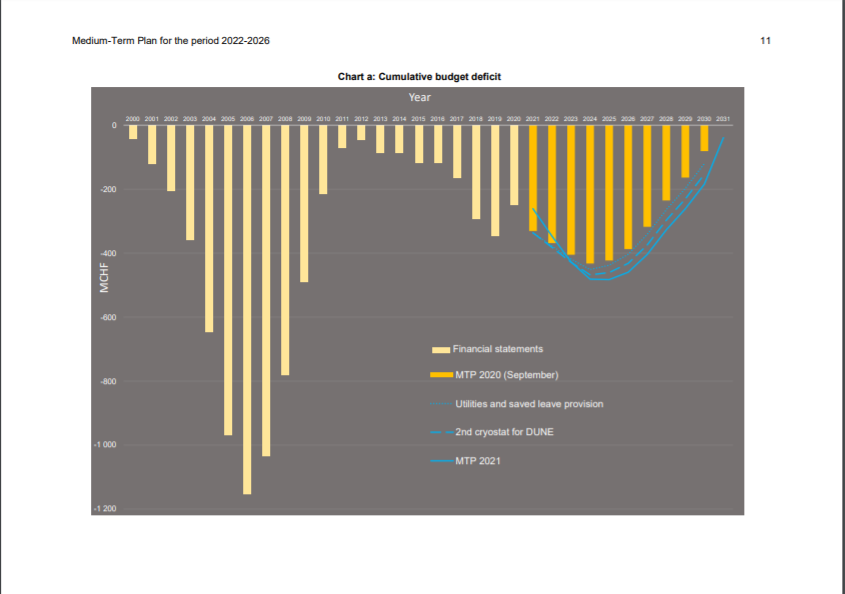 Medium-Term Plan for the period 2022-2026 11
Chart a: Cumulative budget deficit
Year
2000 2001 2002 2003 2004 2005 2006 2007 2008 2009 2010 2011 2012 2013 2014 2015 2016 2017 2018 2019 2020 2021 2022 2023 2024 2025 2026 2027 2028 2029 2030 2031
0
-200
-400
MCHF
-600
Financial statements
MTP 2020 (September)
-800
Utilities and saved leave provision
2nd cryostat for DUNE
-1 000
MTP 2021
-1 200